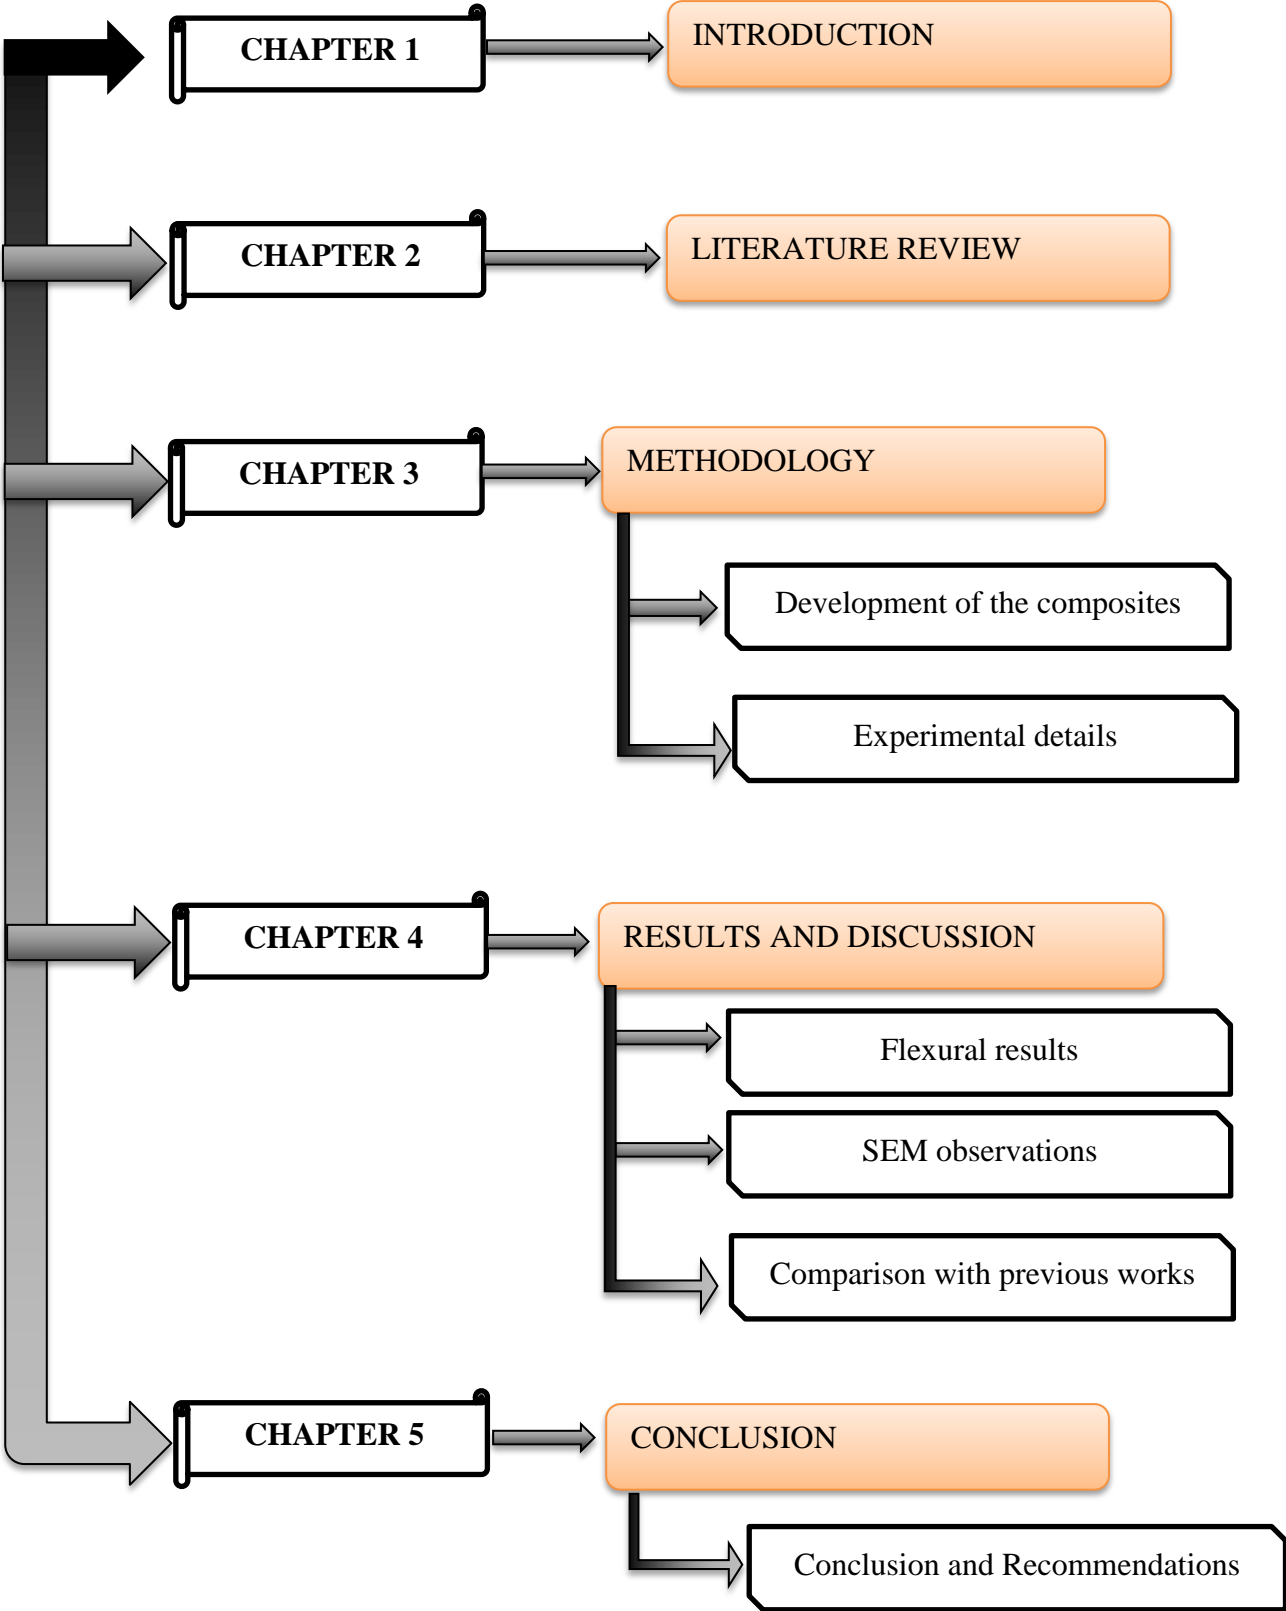 CHAPTER 1
INTRODUCTION
CHAPTER 2
LITERATURE REVIEW
CHAPTER 3
METHODOLOGY
Development of the composites
Experimental details
CHAPTER 4
RESULTS AND DISCUSSION
Flexural results
SEM observations
Comparison with previous works
CHAPTER 5
CONCLUSION
Conclusion and Recommendations